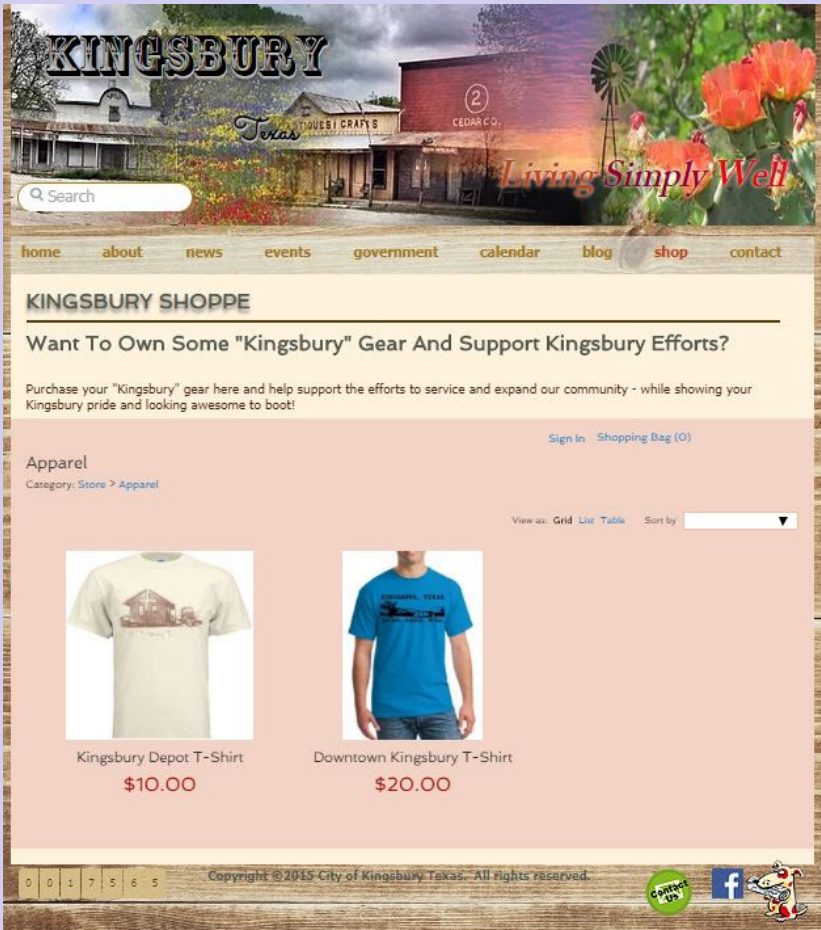 KINGSBURY
Texas
ANTIQUES & CRAFTS
2
CEDAR CO.
Living Simply Well
Search
home about news events government calendar blog shop contact
KINGSBURY SHOPPE
Want To Own Some "Kingsbury" Gear And Support Kingsbury Efforts?
Purchase your "Kingsbury" gear here and help support the efforts to service and expand our community - while showing your
Kingsbury pride and looking awesome to boot!
Sign In Shopping Bag (0)
Apparel
Category: Store > Apparel
View as: Grid List Table Sort by
KINGSBURY, TEXAS
Kingsbury Depot T-Shirt Downtown Kingsbury T-Shirt
$10.00 $20.00
0 0 1 7 5 6 5
Copyright ©2015 City of Kingsbury Texas. All rights reserved.
Contact
Us
f